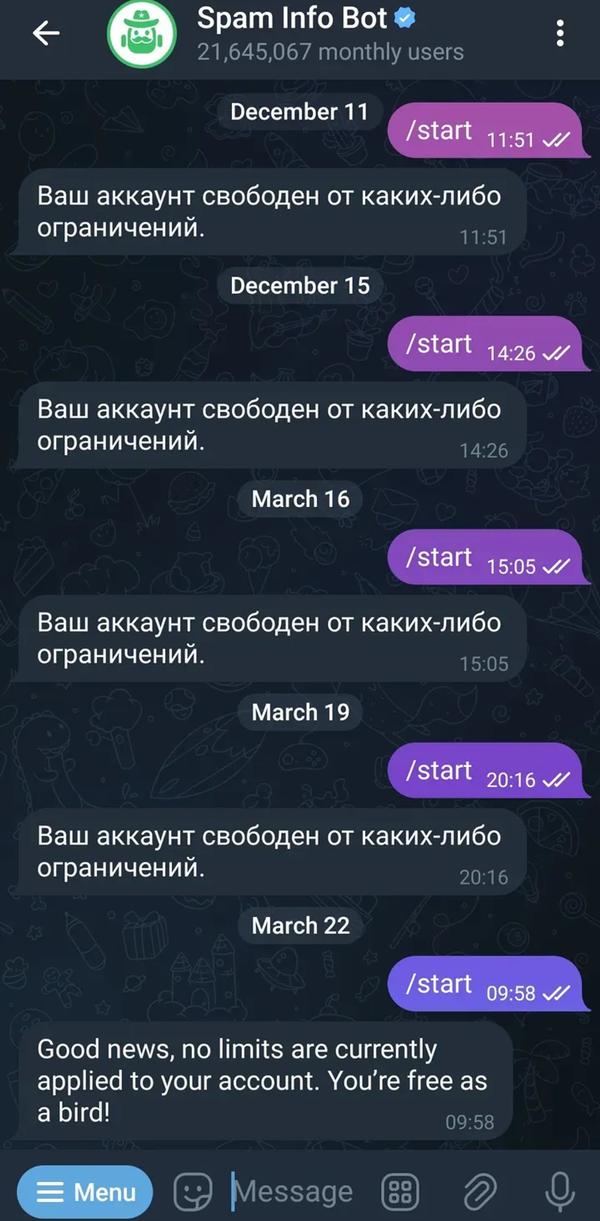 Spam Info Bot
21,645,067 monthly users
December 11
/start 11:51
Ваш аккаунт свободен от каких-либо
ограничений.
11:51
December 15
/start 14:26
Ваш аккаунт свободен от каких-либо
ограничений.
14:26
March 16
/start 15:05
Ваш аккаунт свободен от каких-либо
ограничений.
15:05
March 19
/start 20:16
Ваш аккаунт свободен от каких-либо
ограничений.
20:16
March 22
/start 09:58
Good news, no limits are currently
applied to your account. You’re free as
a bird!
09:58
Menu
Message